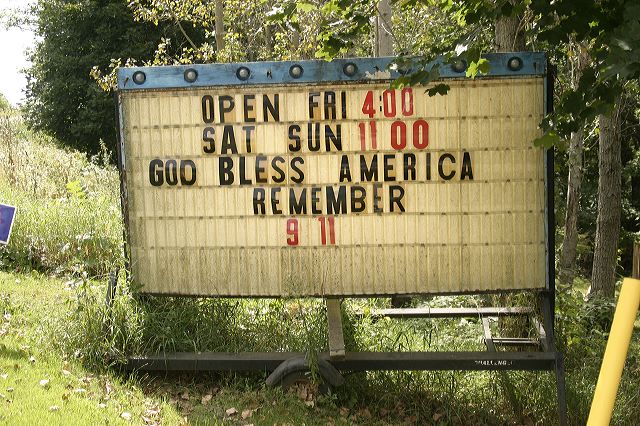 OPEN FRI 4:00
SAT SUN 11 00
GOD BLESS AMERICA
REMEMBER
9 11